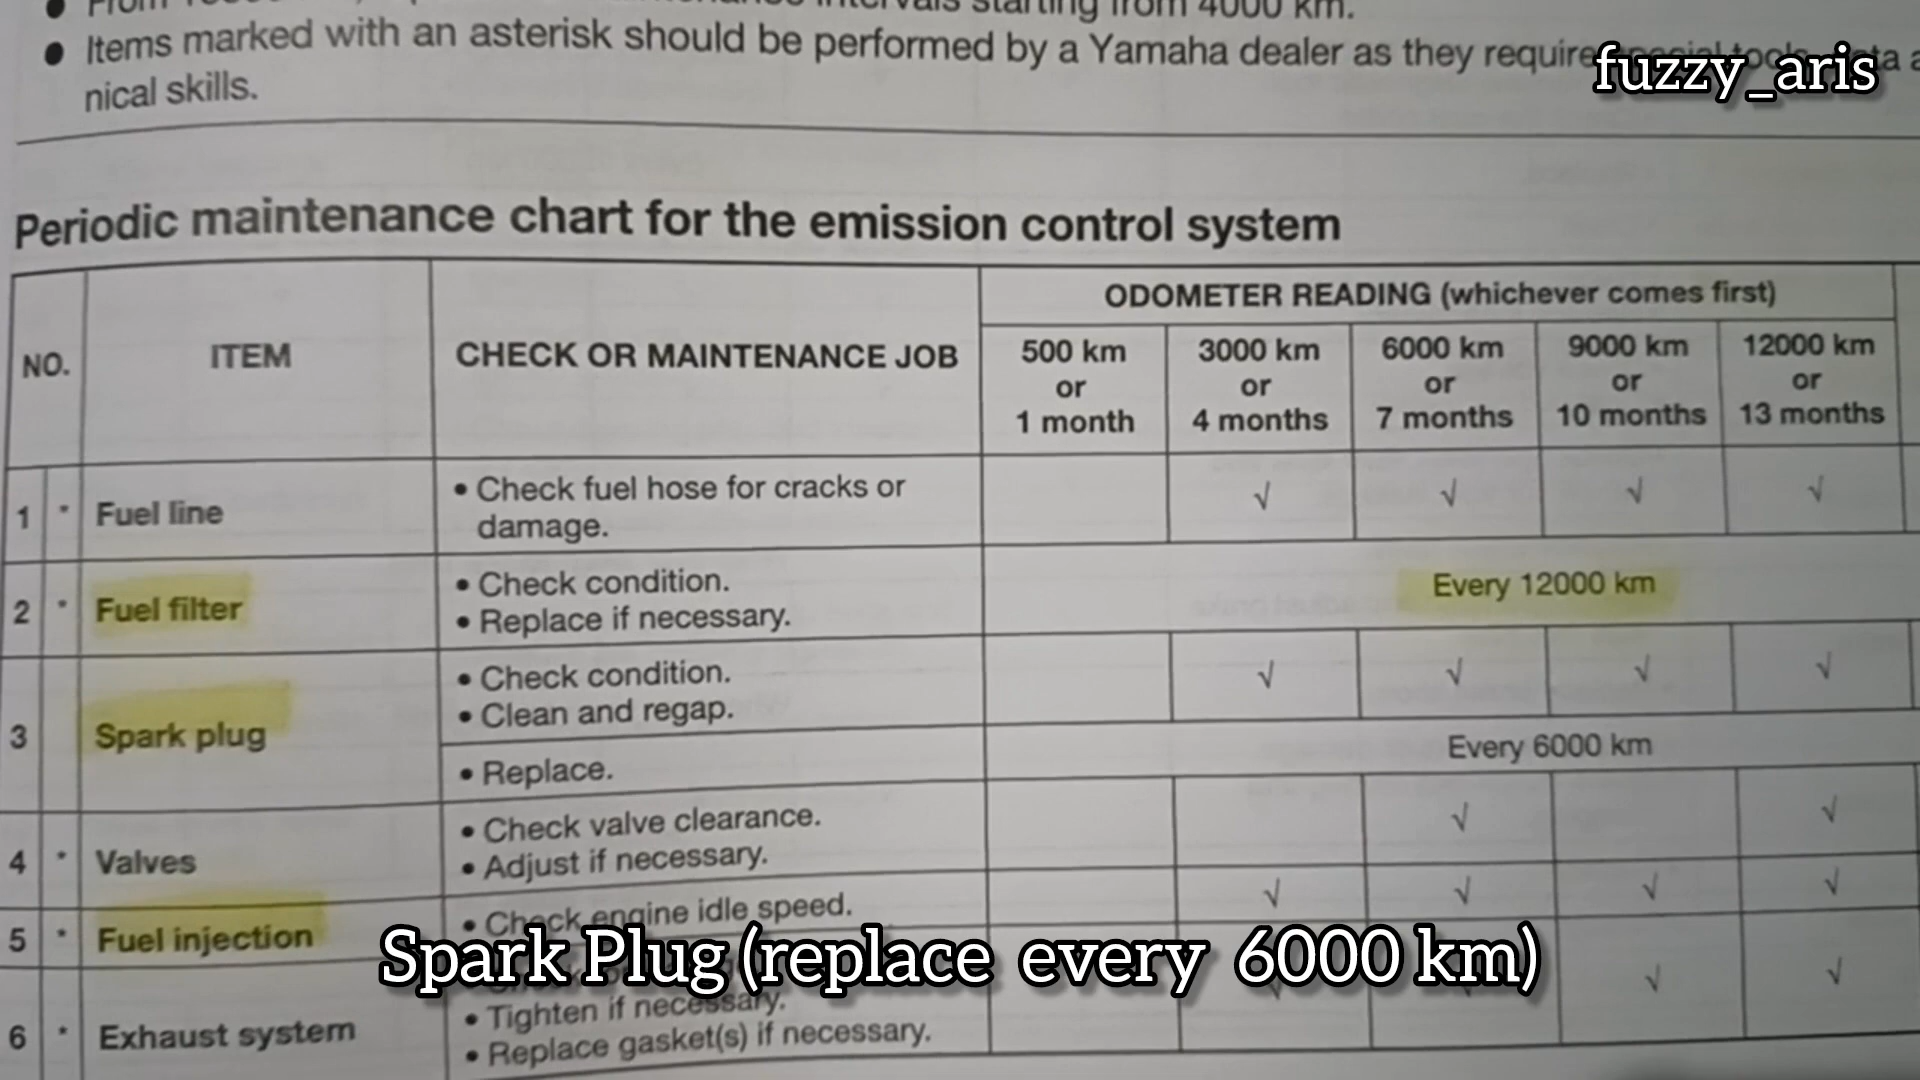 intervals starting from 4000 km.
● Items marked with an asterisk should be performed by a Yamaha dealer as they require
nical skills.
fuzzy_aris
Periodic maintenance chart for the emission control system
NO. ITEM CHECK OR MAINTENANCE JOB ODOMETER READING (whichever comes first)
500 km or 1 month
3000 km or 4 months
6000 km or 7 months
9000 km or 10 months
12000 km or 13 months
1 * Fuel line
• Check fuel hose for cracks or
damage.
√ √ √ √
2 * Fuel filter
• Check condition.
• Replace if necessary.
Every 12000 km
3 Spark plug
• Check condition.
• Clean and regap.
√ √ √ √
• Replace.
Every 6000 km
4 * Valves
• Check valve clearance.
• Adjust if necessary.
√ √
5 * Fuel injection
• Check engine idle speed.
√ √ √ √
6 * Exhaust system
• Tighten if necessary.
• Replace gasket(s) if necessary.
√ √ √ √
Spark Plug (replace every 6000 km)